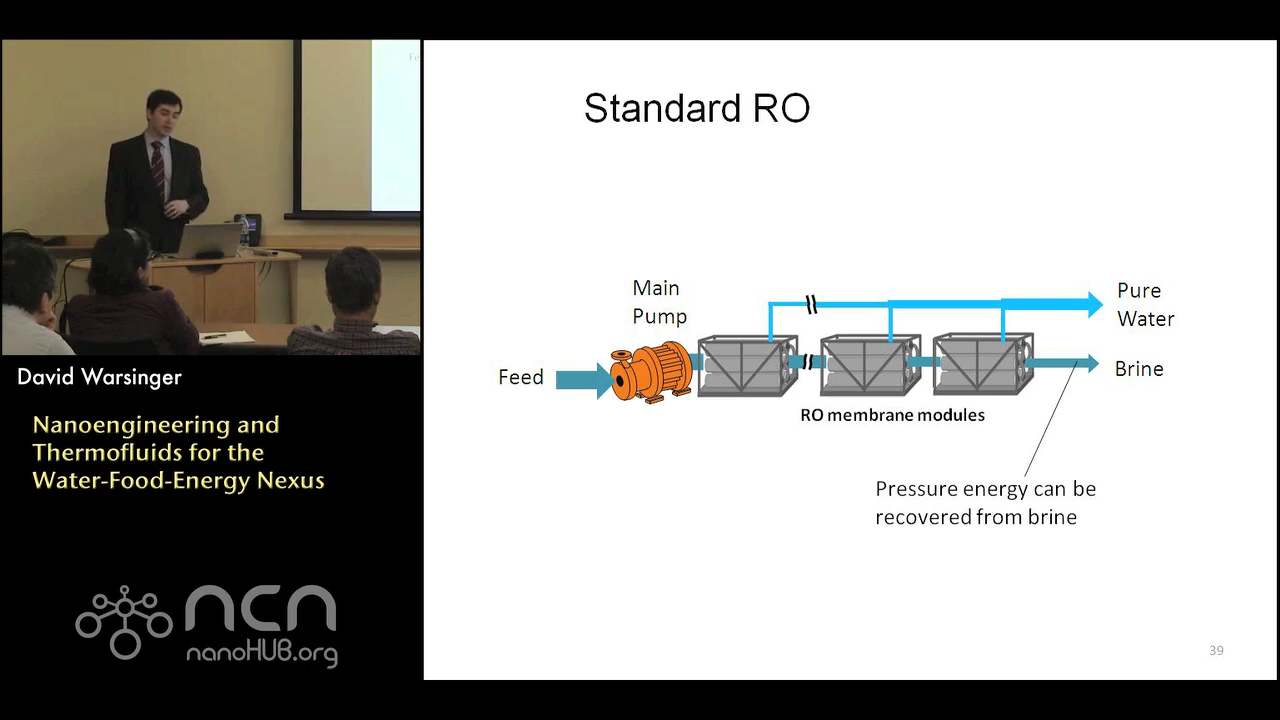 Standard RO
Main
Pump
Pure
Water
Feed
Brine
RO membrane modules
Pressure energy can be
recovered from brine
39
David Warsinger
Nanoengineering and
Thermofluids for the
Water-Food-Energy Nexus
ncn
nanoHUB.org